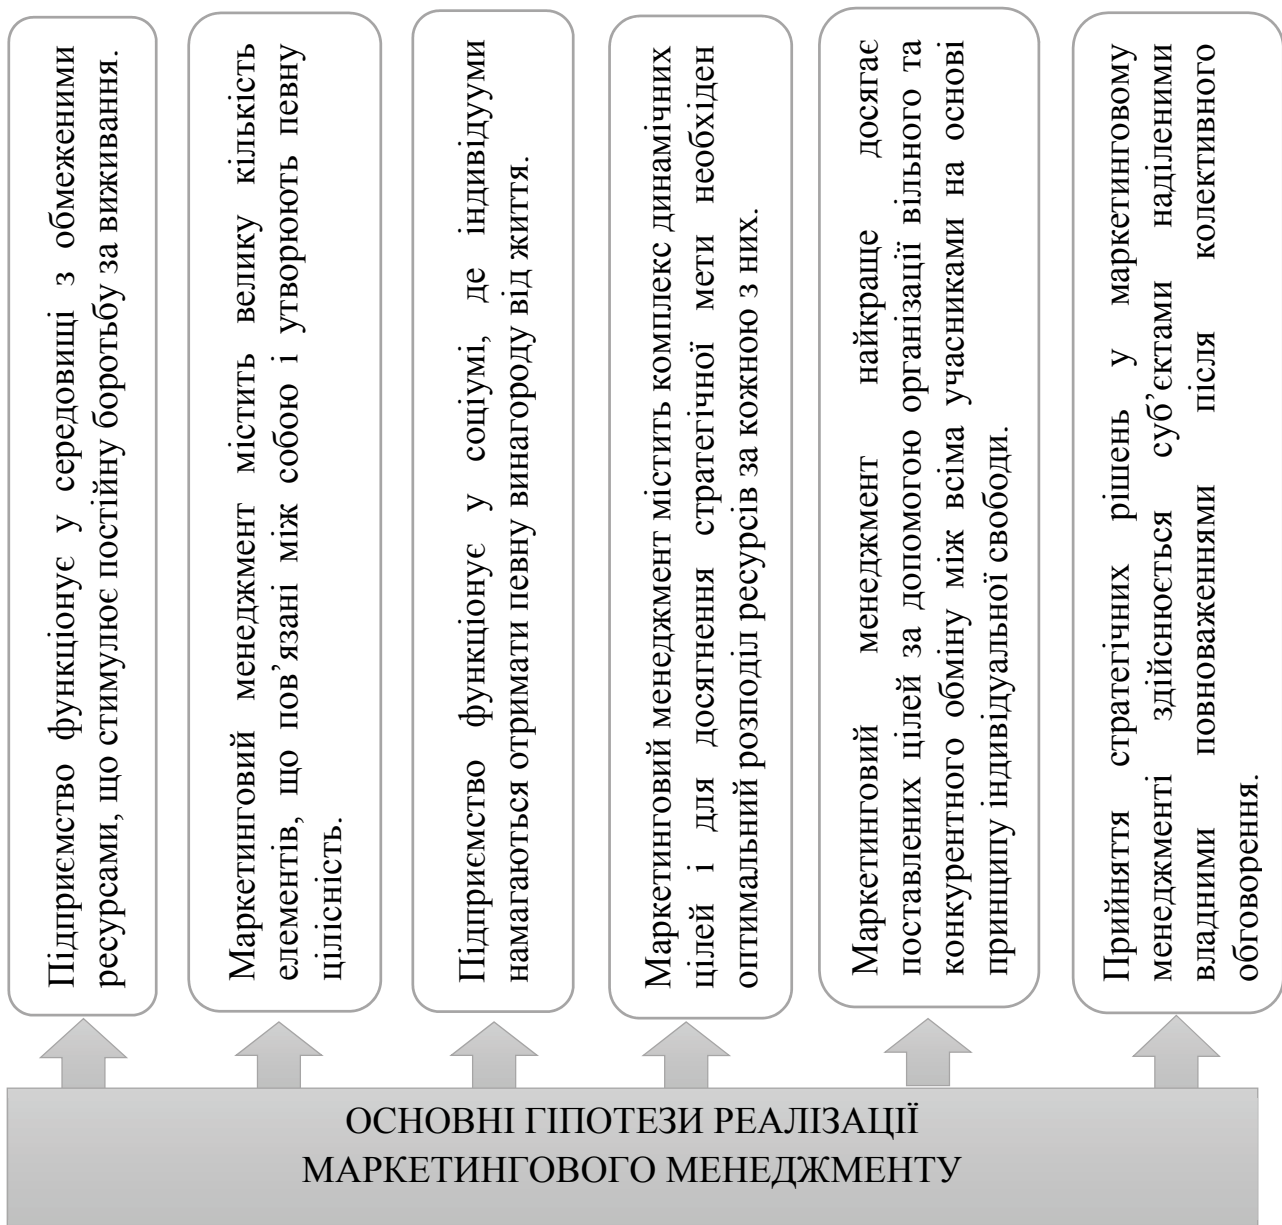 Підприємство функціонує у середовищі з обмеженими
ресурсами, що стимулює постійну боротьбу за виживання.
Маркетинговий менеджмент містить велику кількість
елементів, що пов’язані між собою і утворюють певну
цілісність.
Підприємство функціонує у соціумі, де індивідууми
намагаються отримати певну винагороду від життя.
Маркетинговий менеджмент містить комплекс динамічних
цілей і для досягнення стратегічної мети необхіден
оптимальний розподіл ресурсів за кожною з них.
Маркетинговий менеджмент найкраще досягає
поставлених цілей за допомогою організації вільного та
конкурентного обміну між всіма учасниками на основі
принципу індивідуальної свободи.
Прийняття стратегічних рішень у маркетинговому
менеджменті здійснюється суб’єктами наділеними
владними повноваженнями після колективного
обговорення.
ОСНОВНІ ГІПОТЕЗИ РЕАЛІЗАЦІЇ
МАРКЕТИНГОВОГО МЕНЕДЖМЕНТУ